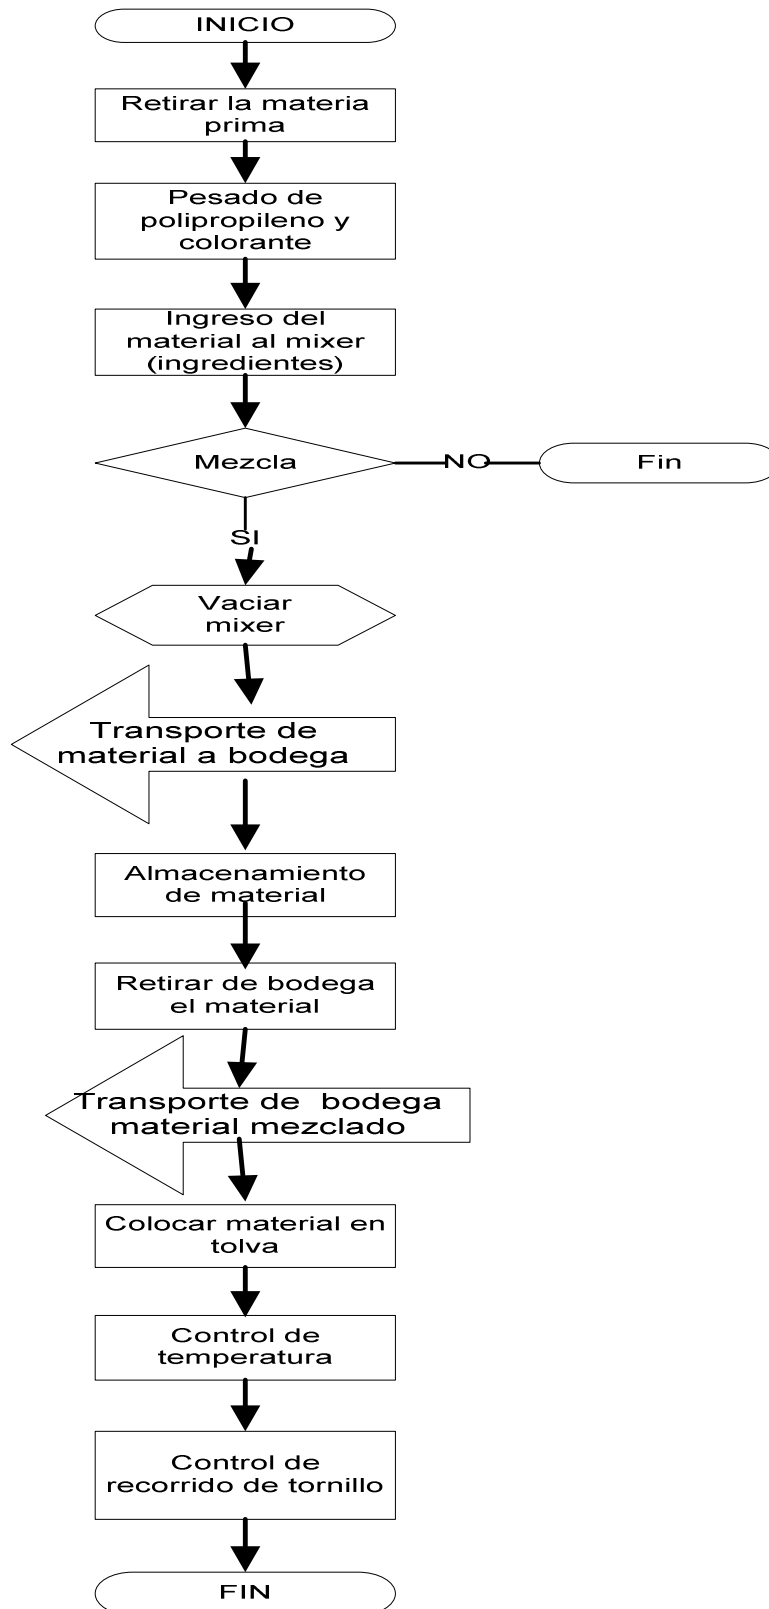 INICIO
Retirar la materia
prima
Pesado de
polipropileno y
colorante
Ingreso del
material al mixer
(ingredientes)
Mezcla
NO
Fin
SI
Vaciar
mixer
Transporte de
material a bodega
Almacenamiento
de material
Retirar de bodega
el material
Transporte de bodega
material mezclado
Colocar material en
tolva
Control de
temperatura
Control de
recorrido de tornillo
FIN